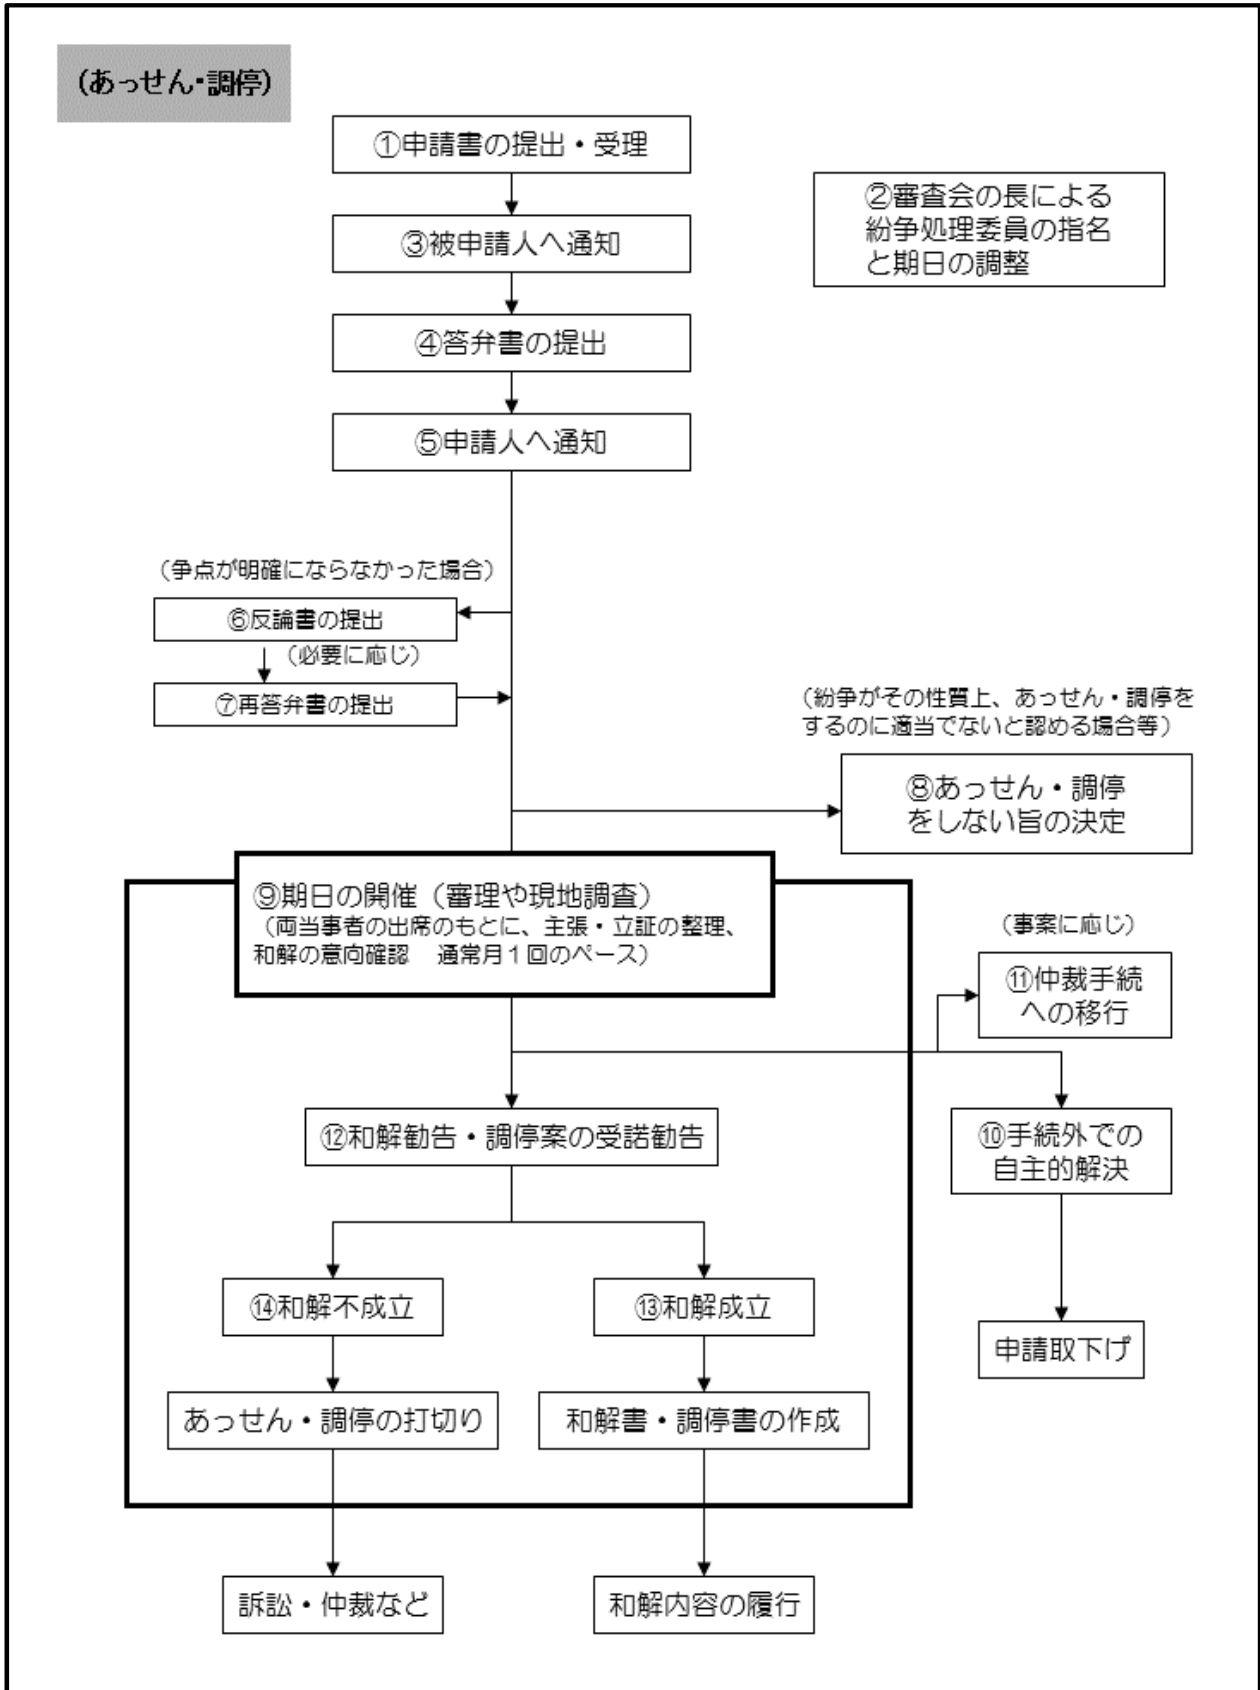 (あっせん・調停)
①申請書の提出・受理
②審査会の長による
紛争処理委員の指名
と期日の調整
③被申請人へ通知
④答弁書の提出
⑤申請人へ通知
（争点が明確にならなかった場合）
⑥反論書の提出
（必要に応じ）
⑦再答弁書の提出
（紛争がその性質上、あっせん・調停を
するのに適当でないと認める場合等）
⑧あっせん・調停
をしない旨の決定
⑨期日の開催（審理や現地調査）
（両当事者の出席のもとに、主張・立証の整理、
和解の意向確認　通常月１回のペース）
（事案に応じ）
⑪仲裁手続
への移行
⑫和解勧告・調停案の受諾勧告
⑩手続外での
自主的解決
⑭和解不成立
⑬和解成立
申請取下げ
あっせん・調停の打切り
和解書・調停書の作成
訴訟・仲裁など
和解内容の履行